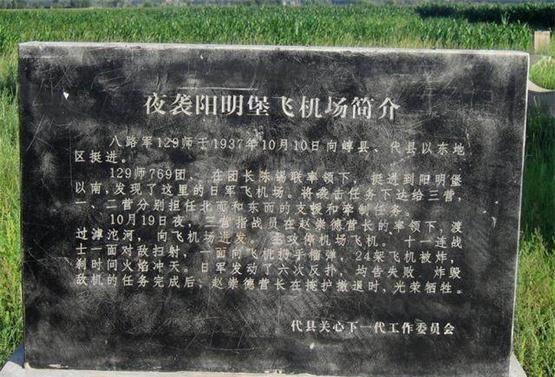 夜袭阳明堡飞机场简介
八路军129师于1937年10月10日向崞县、代县以东地
区挺进。
129师769团,在团长陈锡联率领下,挺进到阳明堡
以南,发现了这里的日军飞机场。将袭击任务下达给三营,
一、二营分别担任北面和东面的支援和牵制任务。
10月19日夜,三营指战员在赵崇德营长的率领下,渡
过滹沱河,向飞机场进发。主攻停机场飞机。十一连战
士一面对敌扫射,一面向飞机投手榴弹,24架飞机被炸,
刹时间火焰冲天。日军发动了六次反扑,均告失败,炸毁
敌机的任务完成后,赵崇德营长在掩护撤退时,光荣牺牲。
代县关心下一代工作委员会